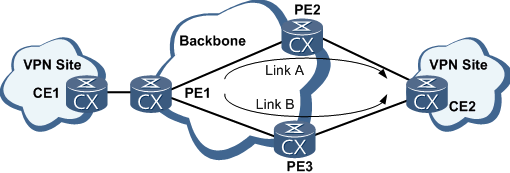 PE2
CX
Backbone
VPN Site
CE1
CX
CX
PE1
Link A
Link B
VPN Site
CX
CE2
CX
PE3